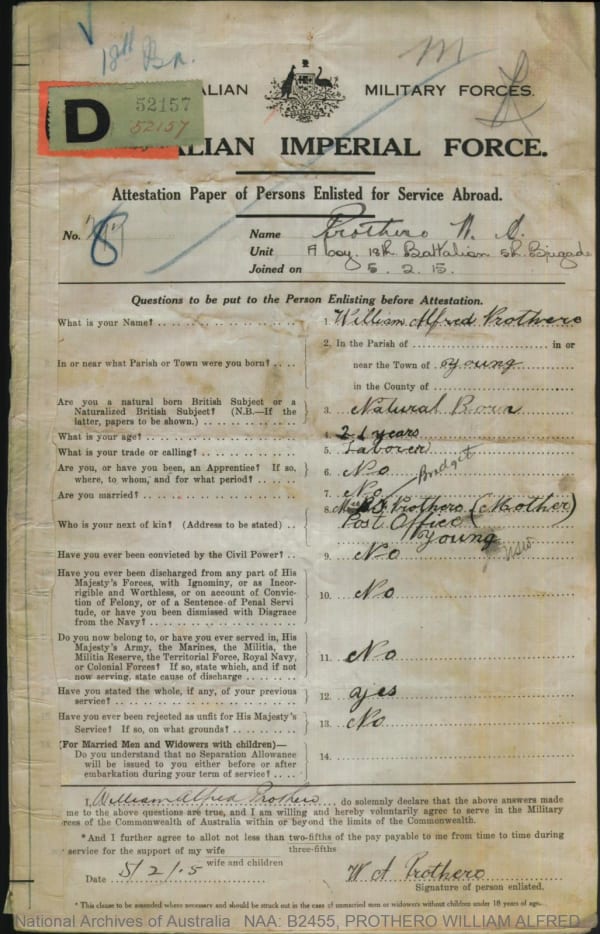 18th Bn.
M
D 52157
52157
ALIAN MILITARY FORCES.
ALIAN IMPERIAL FORCE.
Attestation Paper of Persons Enlisted for Service Abroad.
No. 8 Name Prothero W. A.
Unit A Coy. 18th Battalion 5th Brigade
Joined on 5.2.15.
Questions to be put to the Person Enlisting before Attestation.
What is your Name? 1. William Alfred Prothero
In or near what Parish or Town were you born? 2. In the Parish of in or
near the Town of Young
in the County of
Are you a natural born British Subject or a
Naturalized British Subject? (N.B.—If the
latter, papers to be shown.) 3. Natural Born
What is your age? 4. 21 years
What is your trade or calling? 5. Laborer
Are you, or have you been, an Apprentice? If so,
where, to whom, and for what period? 6. No
Are you married? 7. No Bridget
Who is your next of kin? (Address to be stated) 8. Mrs Prothero (Mother)
Post Office
Young NSW.
Have you ever been convicted by the Civil Power? 9. No
Have you ever been discharged from any part of His
Majesty's Forces, with Ignominy, or as Incor-
rigible and Worthless, or on account of Convic-
tion of Felony, or of a Sentence of Penal Servi
tude, or have you been dismissed with Disgrace
from the Navy? 10. No
Do you now belong to, or have you ever served in, His
Majesty's Army, the Marines, the Militia, the
Militia Reserve, the Territorial Force, Royal Navy,
or Colonial Forces? If so, state which, and if not
now serving, state cause of discharge 11. No
Have you stated the whole, if any, of your previous
service? 12. yes
Have you ever been rejected as unfit for His Majesty's
Service? If so, on what grounds? 13. No
(For Married Men and Widowers with children)—
Do you understand that no Separation Allowance
will be issued to you either before or after
embarkation during your term of service? 14.
I, William Alfred Prothero do solemnly declare that the above answers made
me to the above questions are true, and I am willing and hereby voluntarily agree to serve in the Military
rces of the Commonwealth of Australia within or beyond the limits of the Commonwealth.
*And I further agree to allot not less than two-fifths of the pay payable to me from time to time during
three-fifths
service for the support of my wife
wife and children
Date 5/2/15 W A Prothero
Signature of person enlisted.
* This clause to be amended where necessary and should be struck out in the case of unmarried men or widowers without children under 18 years of age.
National Archives of Australia NAA: B2455, PROTHERO WILLIAM ALFRED